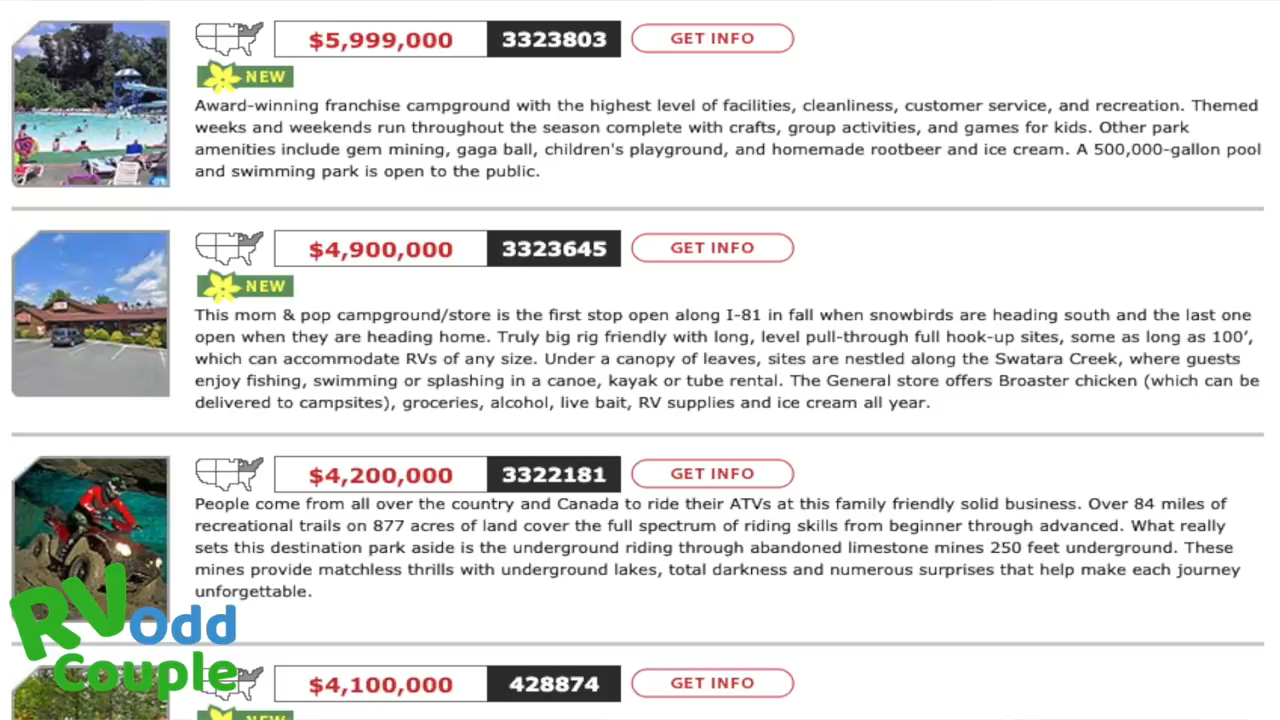 $5,999,000 3323803 GET INFO
NEW
Award-winning franchise campground with the highest level of facilities, cleanliness, customer service, and recreation. Themed
weeks and weekends run throughout the season complete with crafts, group activities, and games for kids. Other park
amenities include gem mining, gaga ball, children's playground, and homemade rootbeer and ice cream. A 500,000-gallon pool
and swimming park is open to the public.
$4,900,000 3323645 GET INFO
NEW
This mom & pop campground/store is the first stop open along I-81 in fall when snowbirds are heading south and the last one
open when they are heading home. Truly big rig friendly with long, level pull-through full hook-up sites, some as long as 100',
which can accommodate RVs of any size. Under a canopy of leaves, sites are nestled along the Swatara Creek, where guests
enjoy fishing, swimming or splashing in a canoe, kayak or tube rental. The General store offers Broaster chicken (which can be
delivered to campsites), groceries, alcohol, live bait, RV supplies and ice cream all year.
$4,200,000 3322181 GET INFO
People come from all over the country and Canada to ride their ATVs at this family friendly solid business. Over 84 miles of
recreational trails on 877 acres of land cover the full spectrum of riding skills from beginner through advanced. What really
sets this destination park aside is the underground riding through abandoned limestone mines 250 feet underground. These
mines provide matchless thrills with underground lakes, total darkness and numerous surprises that help make each journey
unforgettable.
RV Odd
Couple
$4,100,000 428874 GET INFO
NEW